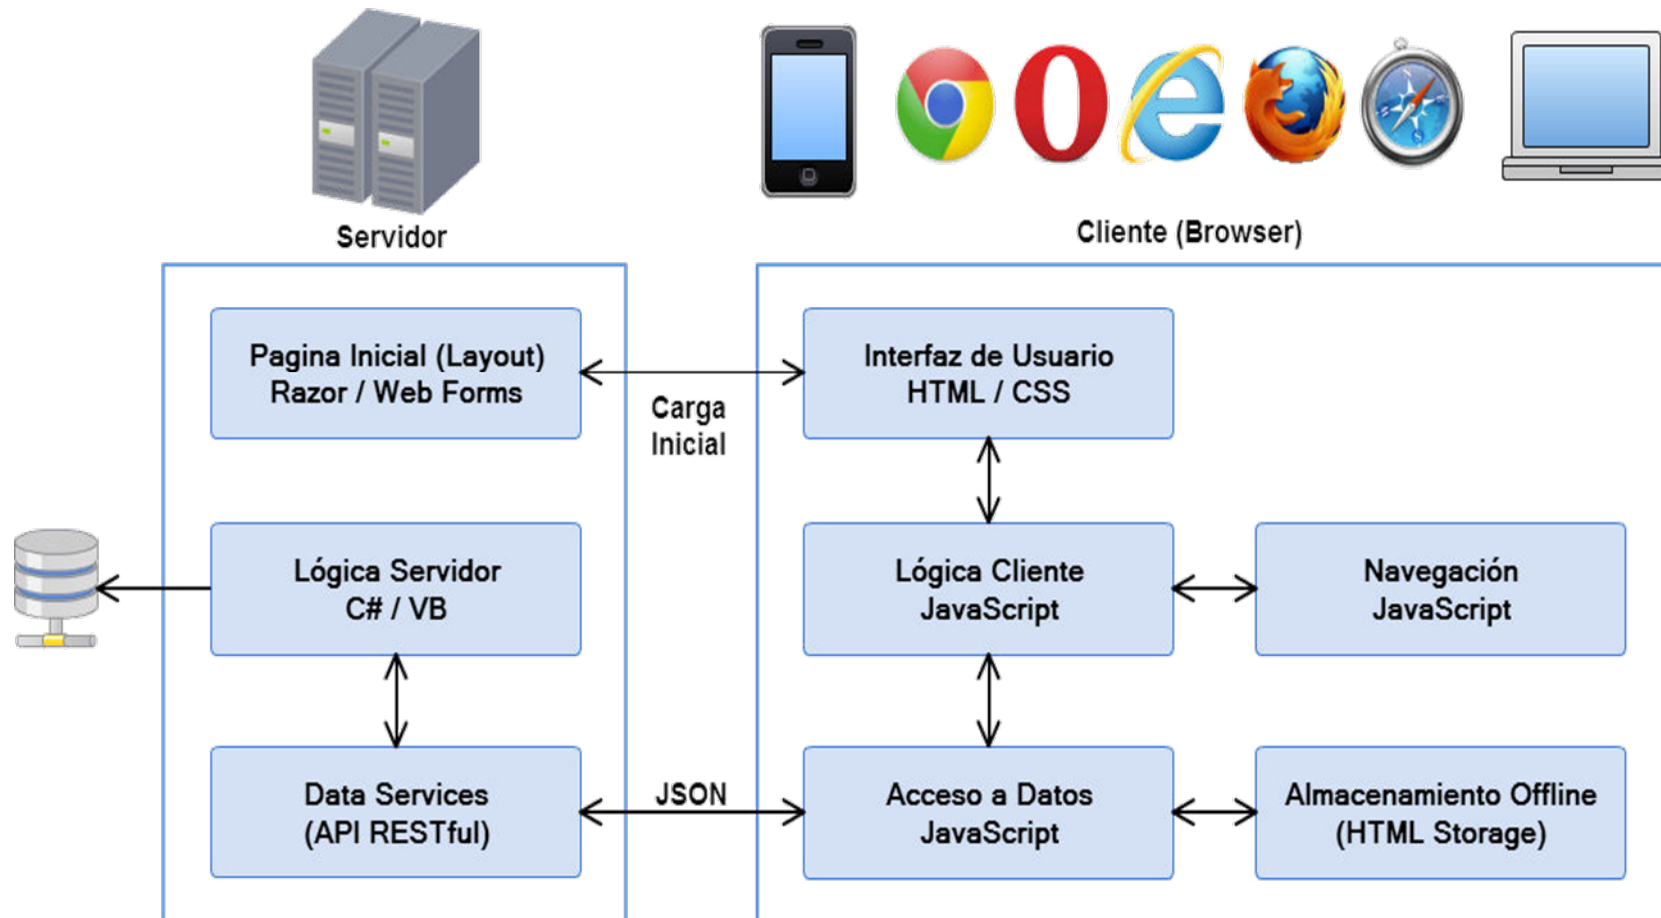 Servidor
Cliente (Browser)
Pagina Inicial (Layout)
Razor / Web Forms
Carga
Inicial
Interfaz de Usuario
HTML / CSS
Lógica Servidor
C# / VB
Lógica Cliente
JavaScript
Navegación
JavaScript
Data Services
(API RESTful)
JSON
Acceso a Datos
JavaScript
Almacenamiento Offline
(HTML Storage)